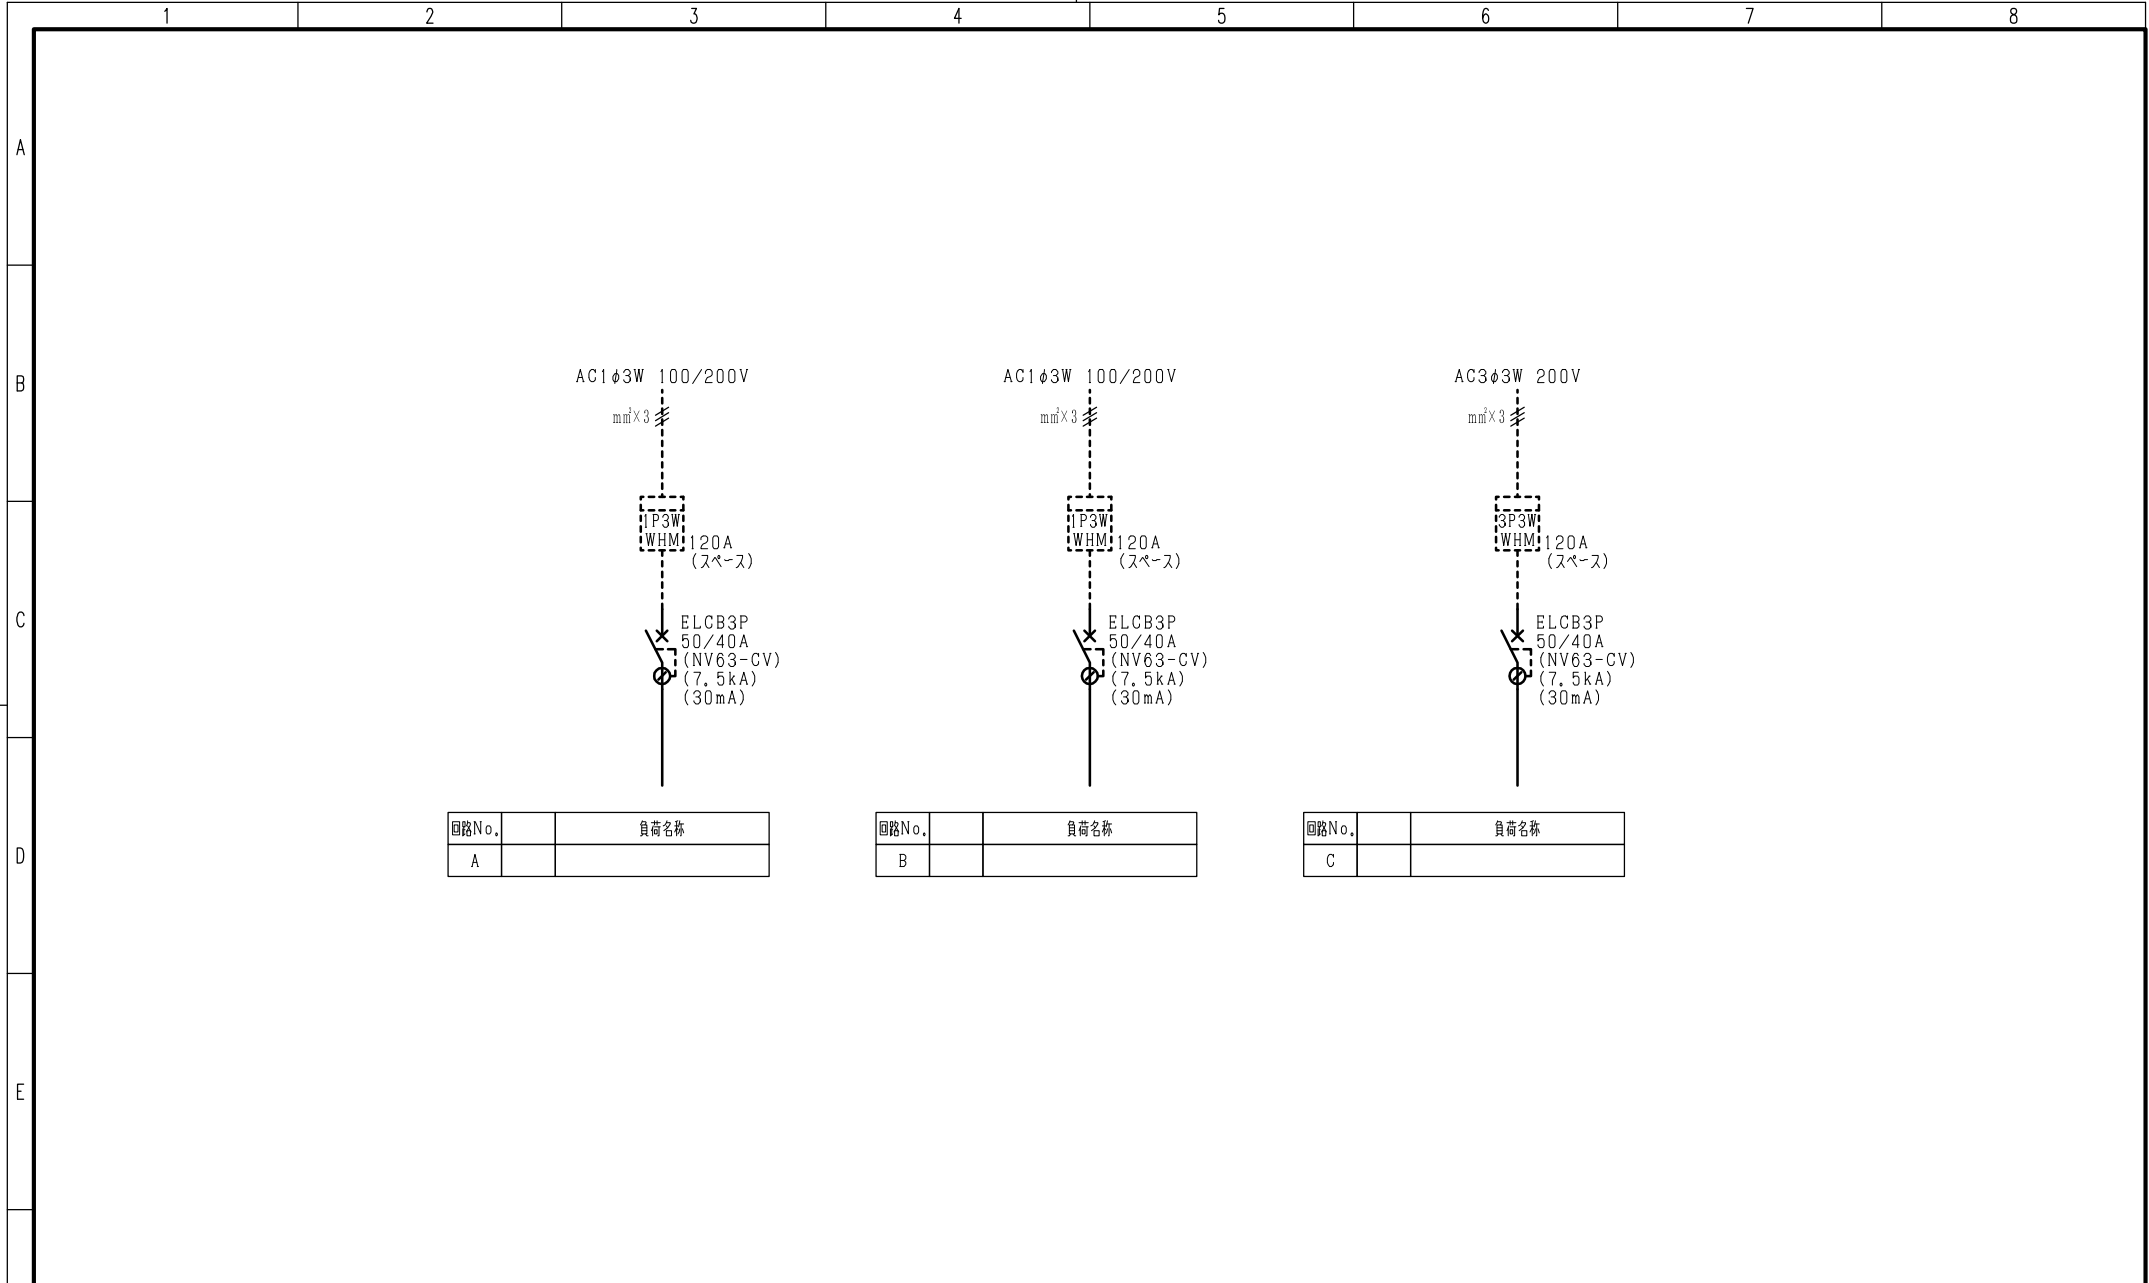 1 2 3 4 5 6 7 8
A
B
C
D
E
AC1φ3W 100/200V
mm²×3
1P3W
WHM
120A
(スペース)
ELCB3P
50/40A
(NV63-CV)
(7.5kA)
(30mA)
回路No. 負荷名称
A
AC1φ3W 100/200V
mm²×3
1P3W
WHM
120A
(スペース)
ELCB3P
50/40A
(NV63-CV)
(7.5kA)
(30mA)
回路No. 負荷名称
B
AC3φ3W 200V
mm²×3
3P3W
WHM
120A
(スペース)
ELCB3P
50/40A
(NV63-CV)
(7.5kA)
(30mA)
回路No. 負荷名称
C